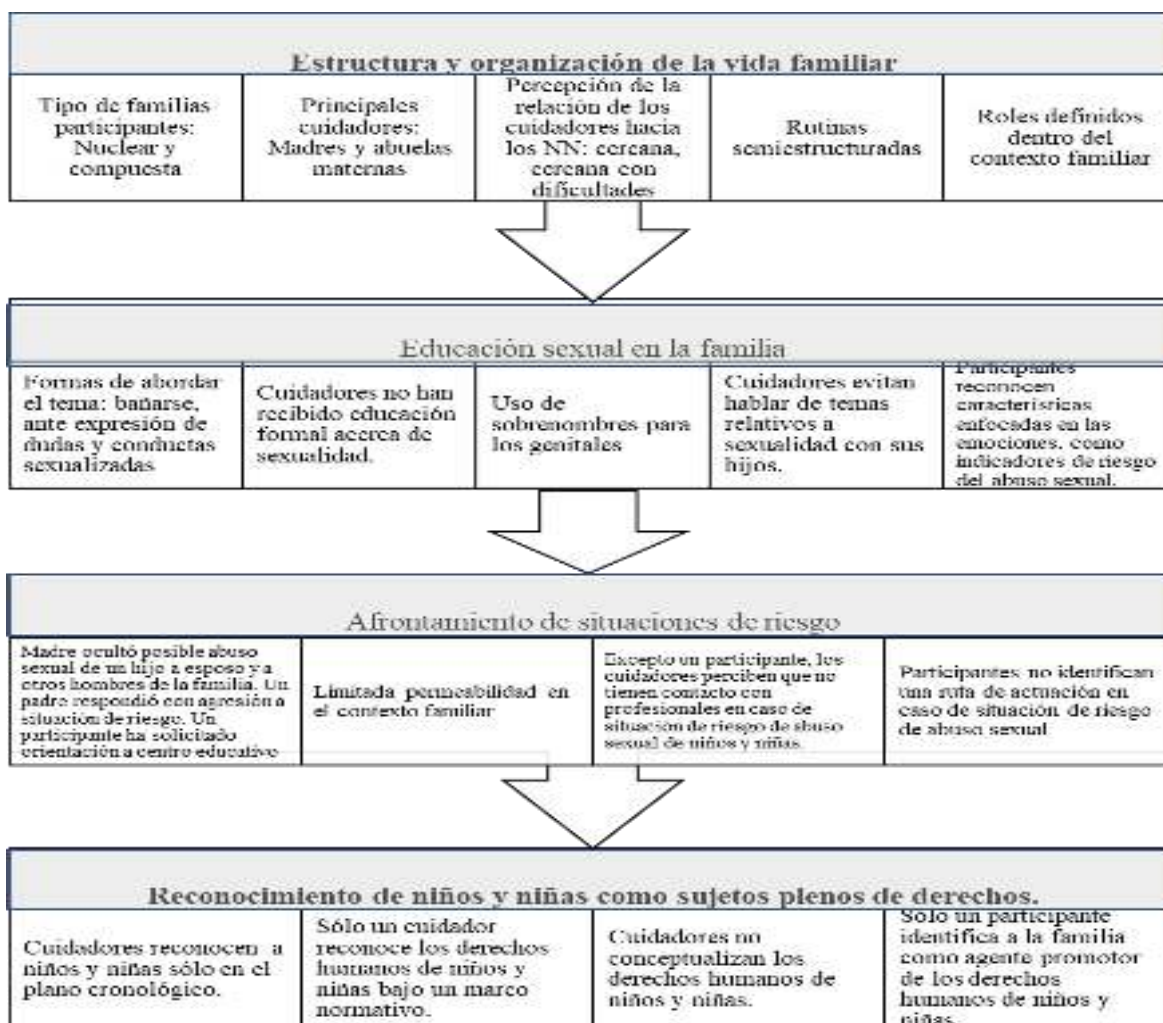 Estructura y organización de la vida familiar
Tipo de familias
participantes:
Nuclear y
compuesta
Principales
cuidadores:
Madres y abuelas
maternas
Percepción de la
relación de los
cuidadores hacia
los NN: cercana,
cercana con
dificultades
Rutinas
semiestructuradas
Roles definidos
dentro del
contexto familiar
Educación sexual en la familia
Formas de abordar
el tema: bañarse,
ante expresión de
dudas y conductas
sexualizadas
Cuidadores no han
recibido educación
formal acerca de
sexualidad.
Uso de
sobrenombres para
los genitales
Cuidadores evitan
hablar de temas
relativos a
sexualidad con sus
hijos.
Participantes
reconocen
características
enfocadas en las
emociones, como
indicadores de riesgo
del abuso sexual.
Afrontamiento de situaciones de riesgo
Madre ocultó posible abuso
sexual de un hijo a esposo y a
otros hombres de la familia. Un
padre respondió con agresión a
situación de riesgo. Un
participante ha solicitado
orientación a centro educativo
Limitada permeabilidad en
el contexto familiar
Excepto un participante, los
cuidadores perciben que no
tienen contacto con
profesionales en caso de
situación de riesgo de abuso
sexual de niños y niñas.
Participantes no identifican
una ruta de actuación en
caso de situación de riesgo
de abuso sexual
Reconocimiento de niños y niñas como sujetos plenos de derechos.
Cuidadores reconocen a
niños y niñas sólo en el
plano cronológico.
Sólo un cuidador
reconoce los derechos
humanos de niños y
niñas bajo un marco
normativo.
Cuidadores no
conceptualizan los
derechos humanos de
niños y niñas.
Sólo un participante
identifica a la familia
como agente promotor
de los derechos
humanos de niños y
niñas.